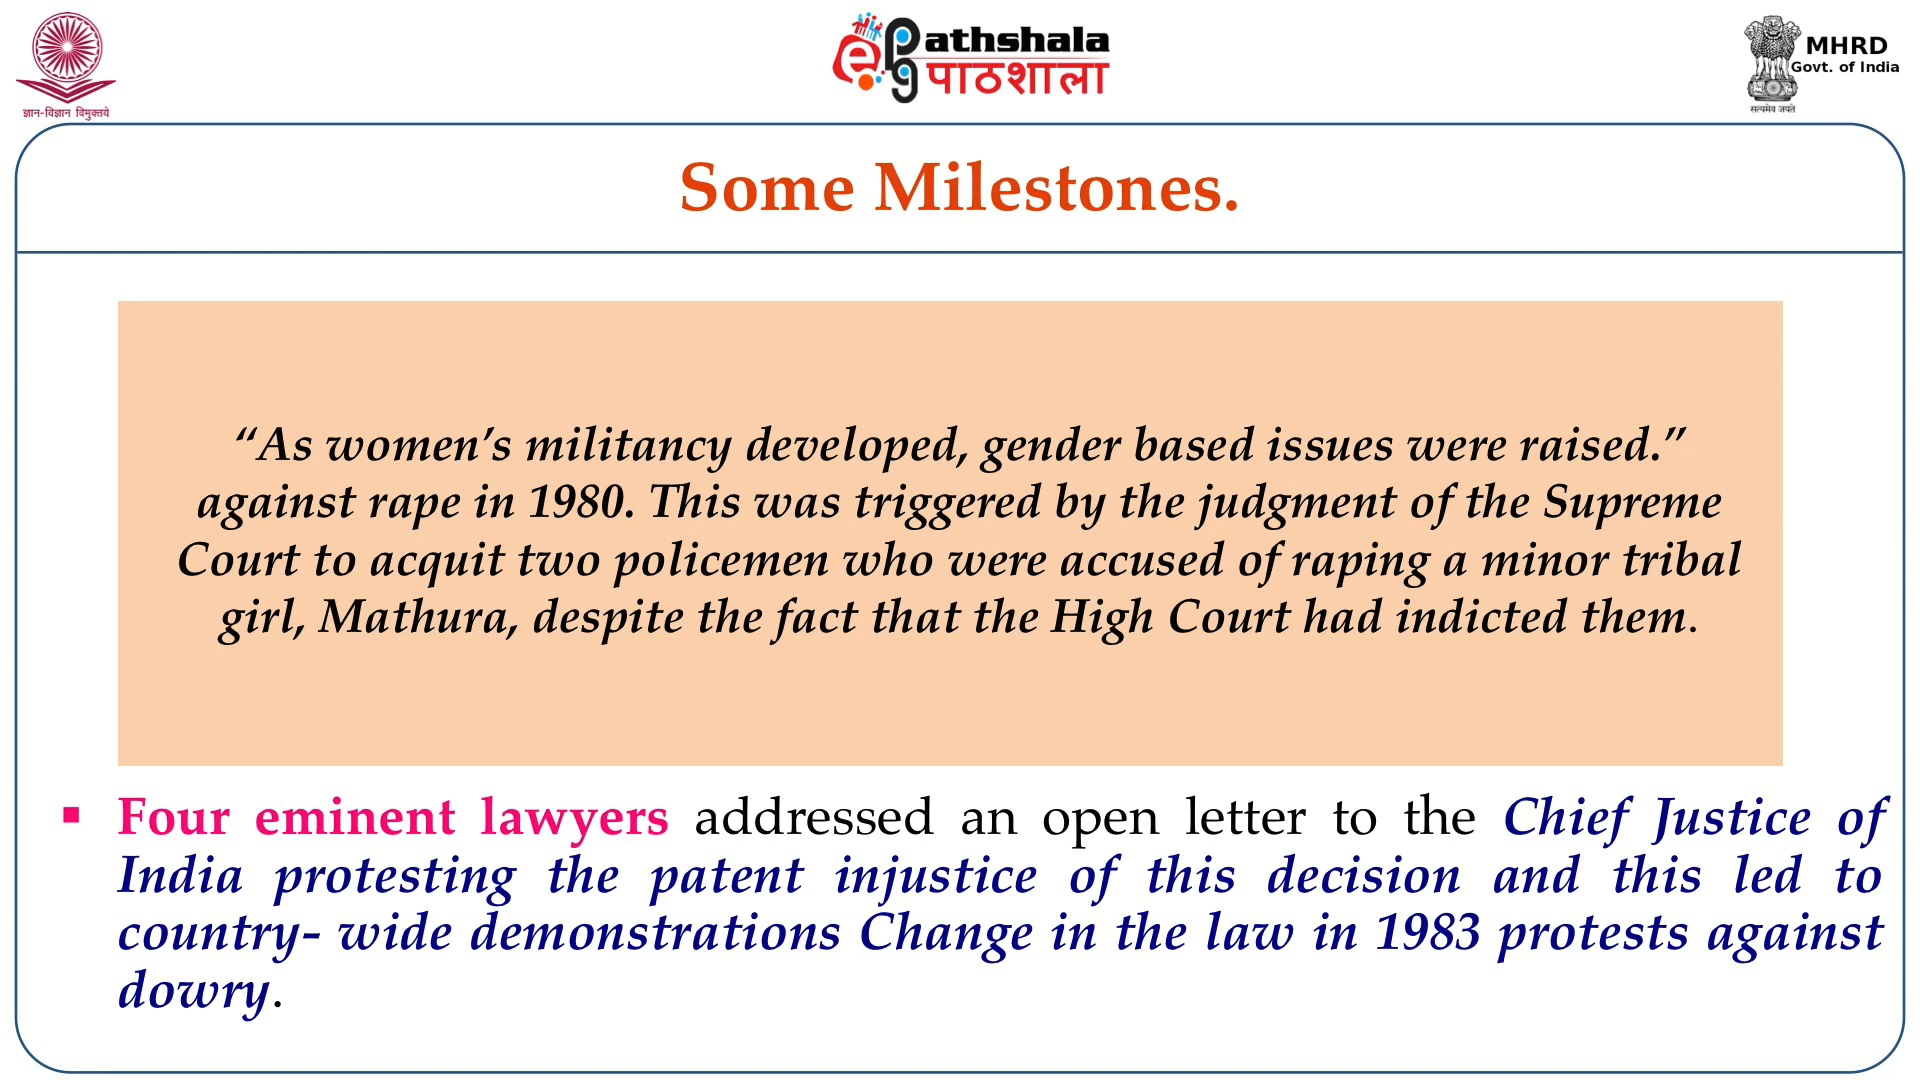 ज्ञान-विज्ञान विमुक्तये
e pg Pathshala
पाठशाला
MHRD
Govt. of India
सत्यमेव जयते
Some Milestones.
“As women’s militancy developed, gender based issues were raised.”
against rape in 1980. This was triggered by the judgment of the Supreme
Court to acquit two policemen who were accused of raping a minor tribal
girl, Mathura, despite the fact that the High Court had indicted them.
▪ Four eminent lawyers addressed an open letter to the Chief Justice of
India protesting the patent injustice of this decision and this led to
country- wide demonstrations Change in the law in 1983 protests against
dowry.